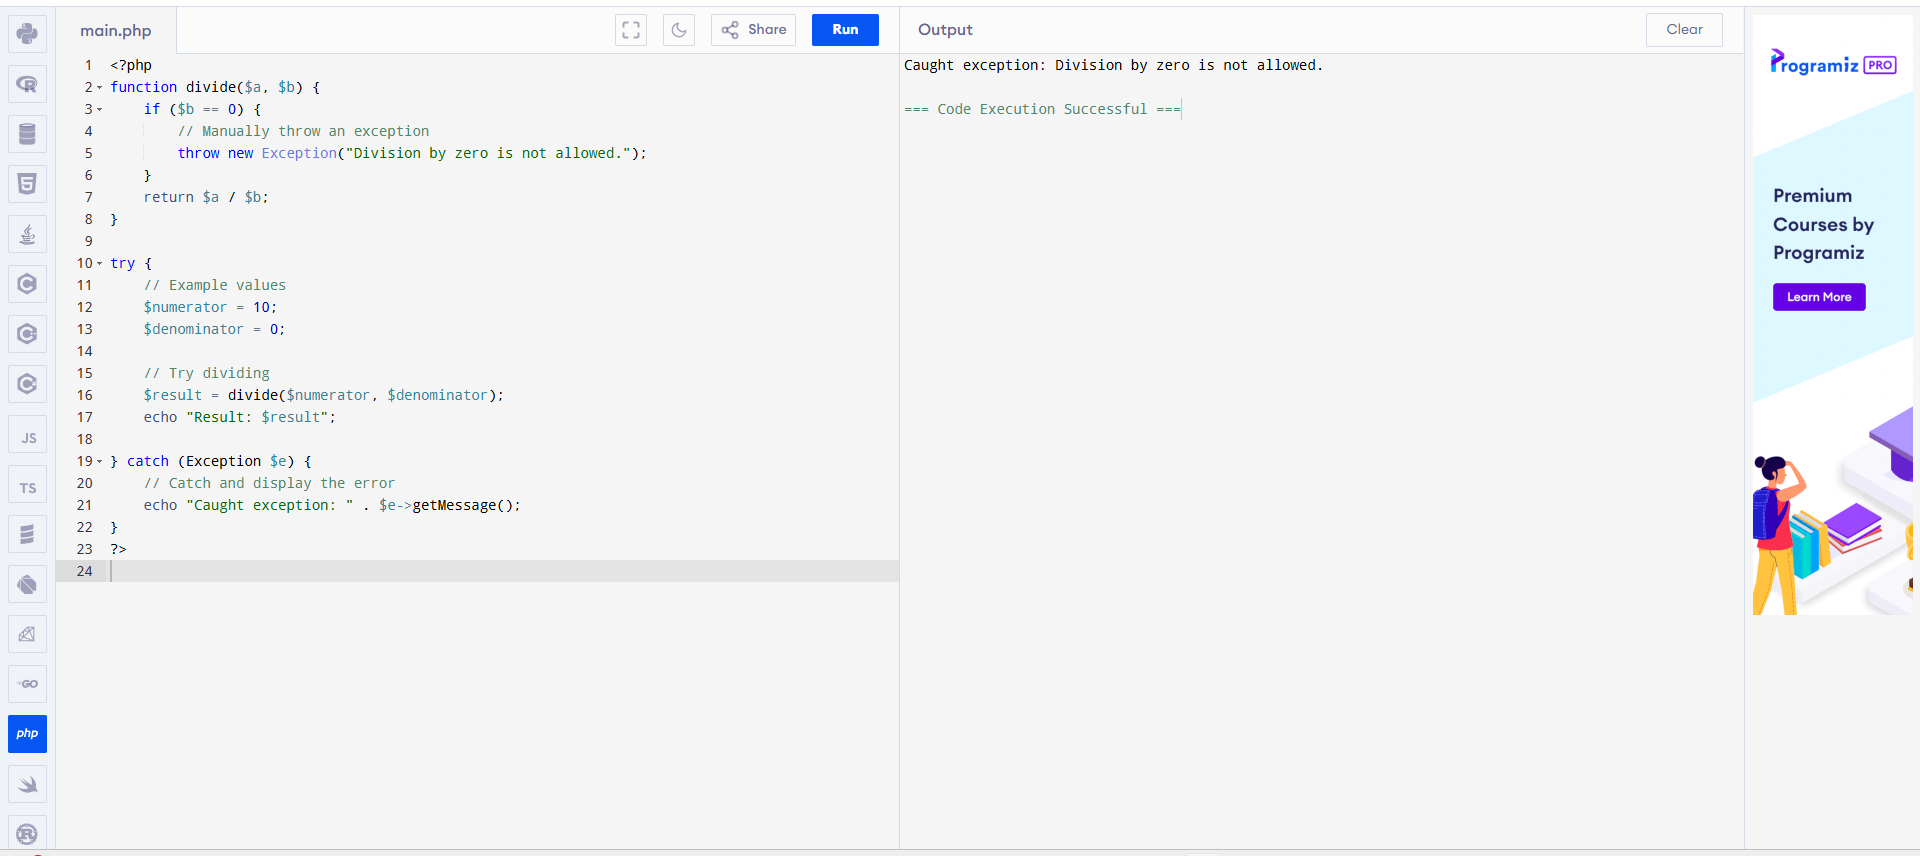 main.php
Share
Run
Output
Clear
1 <?php
2 function divide($a, $b) {
3     if ($b == 0) {
4         // Manually throw an exception
5         throw new Exception("Division by zero is not allowed.");
6     }
7     return $a / $b;
8 }
9
10 try {
11     // Example values
12     $numerator = 10;
13     $denominator = 0;
14
15     // Try dividing
16     $result = divide($numerator, $denominator);
17     echo "Result: $result";
18
19 } catch (Exception $e) {
20     // Catch and display the error
21     echo "Caught exception: " . $e->getMessage();
22 }
23 ?>
24
Caught exception: Division by zero is not allowed.
=== Code Execution Successful ===
R
5
C
C
C
JS
TS
GO
php
R
Programiz PRO
Premium
Courses by
Programiz
Learn More